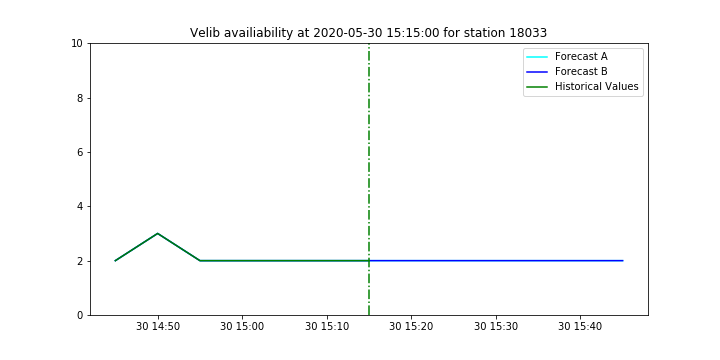 Velib availiability at 2020-05-30 15:15:00 for station 18033
10
8
6
4
2
0
Forecast A
Forecast B
Historical Values
30 14:50 30 15:00 30 15:10 30 15:20 30 15:30 30 15:40